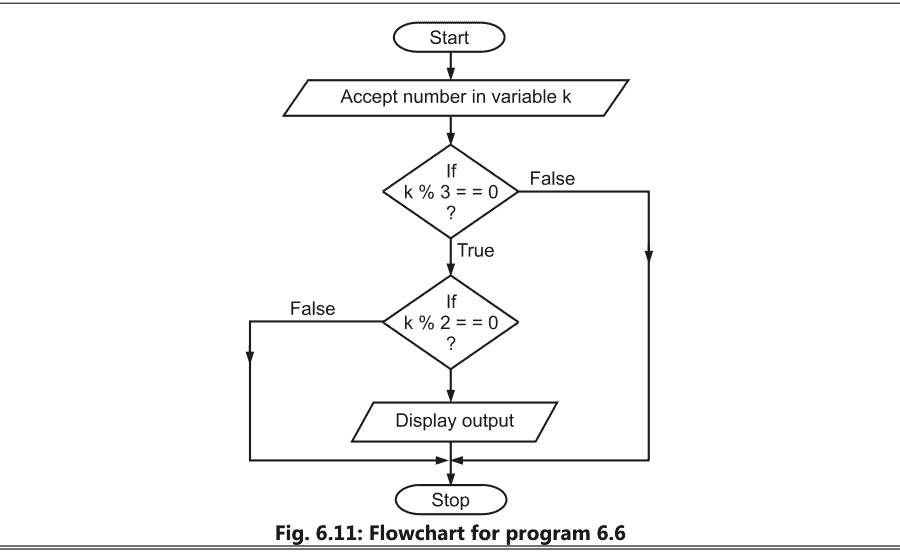 Start
Accept number in variable k
If
k % 3 = = 0
?
False
True
If
k % 2 = = 0
?
False
Display output
Stop
Fig. 6.11: Flowchart for program 6.6